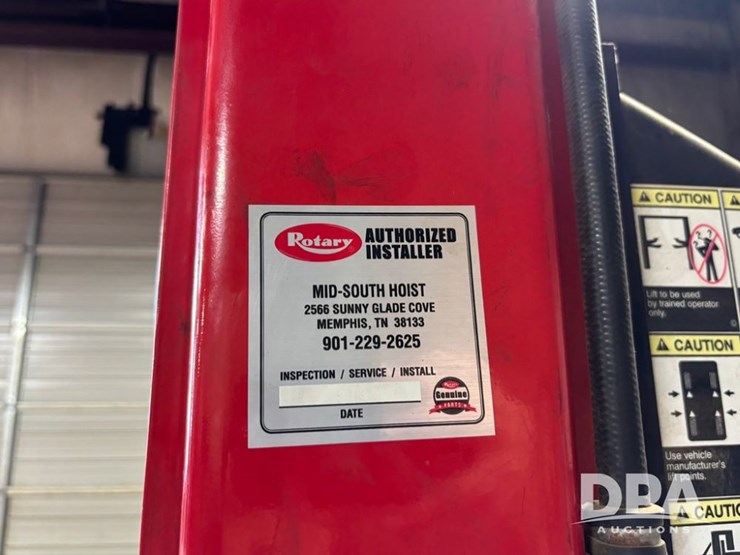 Rotary
AUTHORIZED
INSTALLER
MID-SOUTH HOIST
2566 SUNNY GLADE COVE
MEMPHIS, TN 38133
901-229-2625
INSPECTION / SERVICE / INSTALL
DATE
Genuine
PARTS
CAUTION
Lift to be used
by trained operator
only.
CAUTION
Use vehicle
manufacturer's
lift points.
CAUTIO
DBA
AUCTIONS